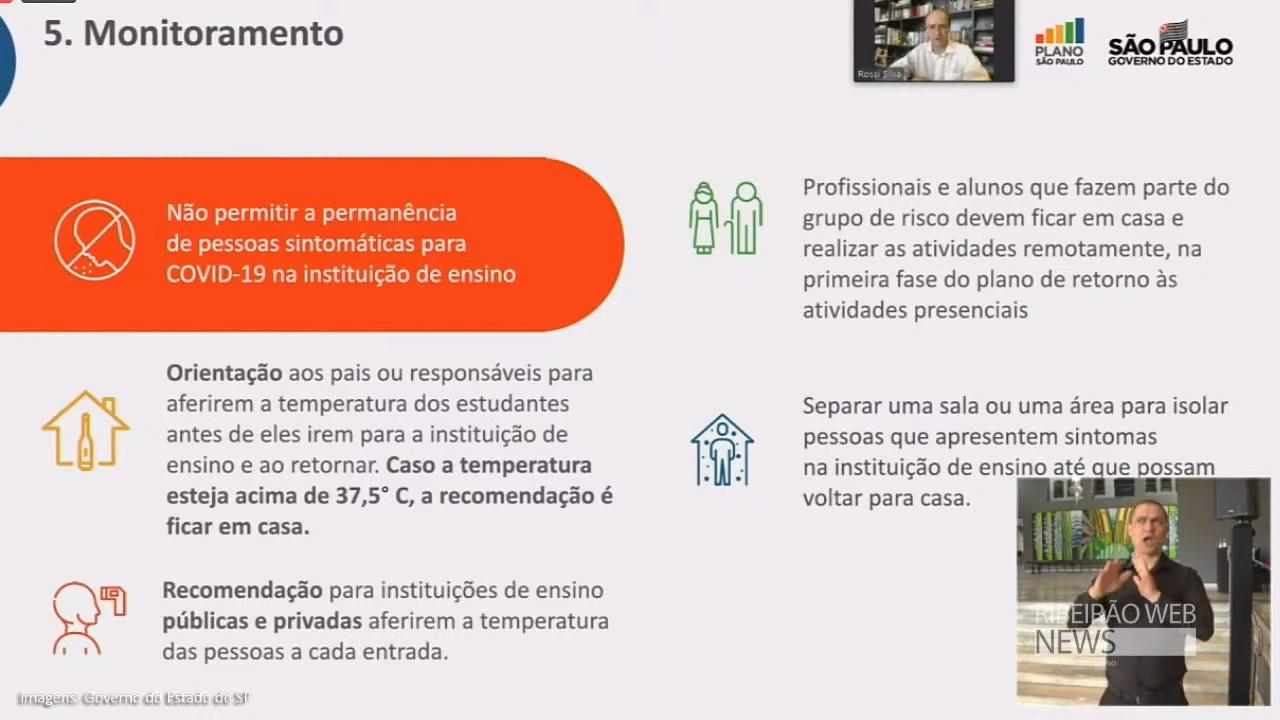 5. Monitoramento
Rossi Silva
PLANO
SÃO PAULO
SÃO PAULO
GOVERNO DO ESTADO
Não permitir a permanência
de pessoas sintomáticas para
COVID-19 na instituição de ensino
Orientação aos pais ou responsáveis para
aferirem a temperatura dos estudantes
antes de eles irem para a instituição de
ensino e ao retornar. Caso a temperatura
esteja acima de 37,5° C, a recomendação é
ficar em casa.
Recomendação para instituições de ensino
públicas e privadas aferirem a temperatura
das pessoas a cada entrada.
Profissionais e alunos que fazem parte do
grupo de risco devem ficar em casa e
realizar as atividades remotamente, na
primeira fase do plano de retorno às
atividades presenciais
Separar uma sala ou uma área para isolar
pessoas que apresentem sintomas
na instituição de ensino até que possam
voltar para casa.
RIBEIRÃO WEB
NEWS
Imagens: Governo do Estado de SP